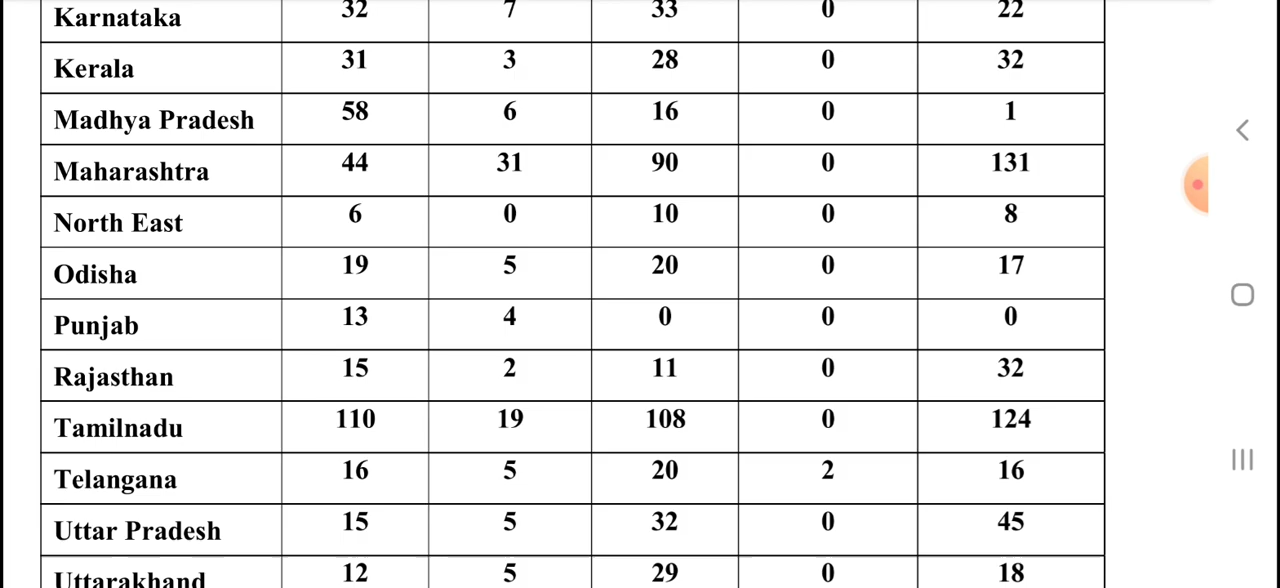 Karnataka 32 7 33 0 22
Kerala 31 3 28 0 32
Madhya Pradesh 58 6 16 0 1
Maharashtra 44 31 90 0 131
North East 6 0 10 0 8
Odisha 19 5 20 0 17
Punjab 13 4 0 0 0
Rajasthan 15 2 11 0 32
Tamilnadu 110 19 108 0 124
Telangana 16 5 20 2 16
Uttar Pradesh 15 5 32 0 45
Uttarakhand 12 5 29 0 18